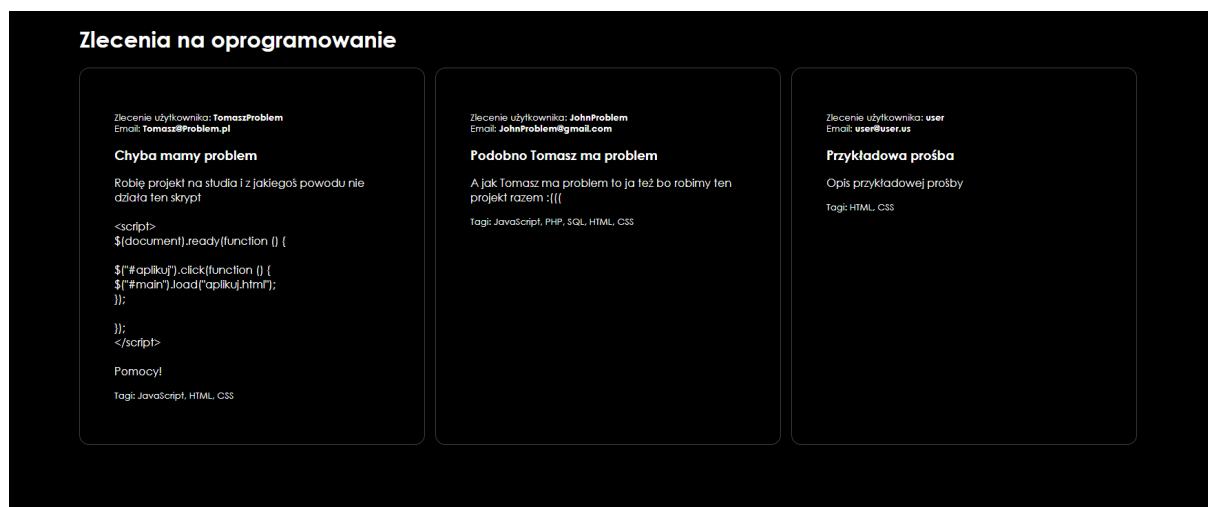 Zlecenia na oprogramowanie
Zlecenie użytkownika: TomaszProblem
Email: Tomasz@Problem.pl
Chyba mamy problem
Robię projekt na studia i z jakiegoś powodu nie
działa ten skrypt
<script>
$(document).ready(function () {
$("#aplikuj").click(function () {
$("#main").load("aplikuj.html");
});
});
</script>
Pomocy!
Tagi: JavaScript, HTML, CSS
Zlecenie użytkownika: JohnProblem
Email: JohnProblem@gmail.com
Podobno Tomasz ma problem
A jak Tomasz ma problem to ja też bo robimy ten
projekt razem :(((
Tagi: JavaScript, PHP, SQL, HTML, CSS
Zlecenie użytkownika: user
Email: user@user.us
Przykładowa prośba
Opis przykładowej prośby
Tagi: HTML, CSS